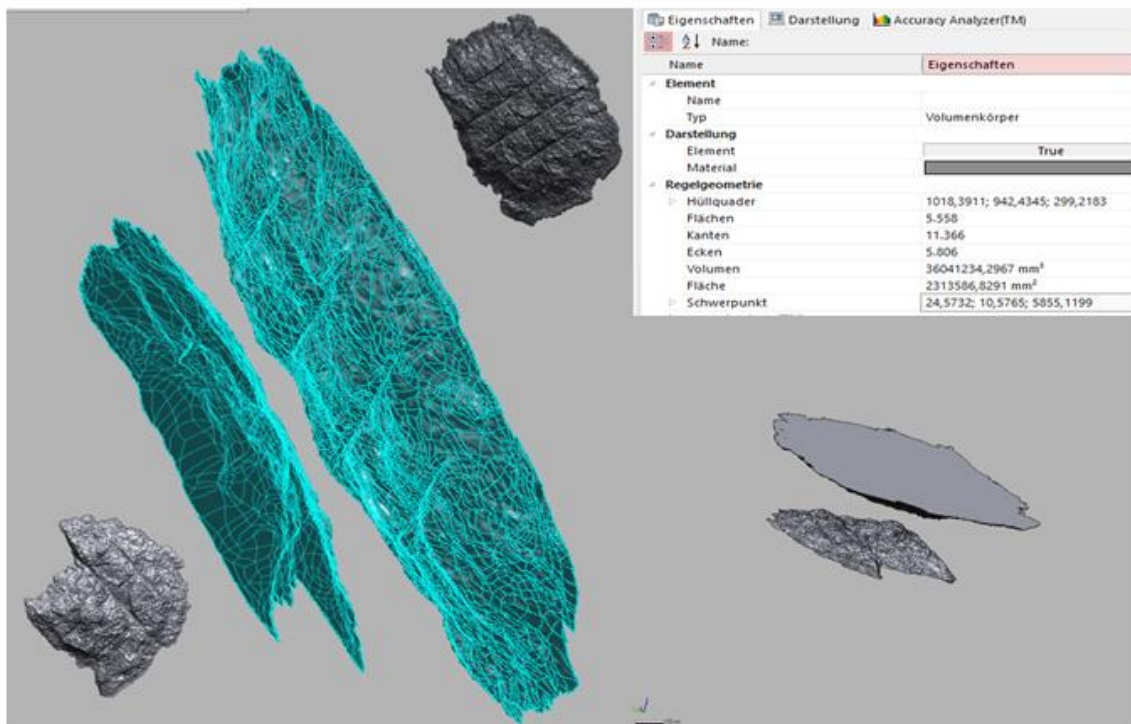 Eigenschaften Darstellung Accuracy Analyzer(TM)
Name:
Name Eigenschaften
Element
Name
Typ Volumenkörper
Darstellung
Element True
Material
Regelgeometrie
Hüllquader 1018,3911; 942,4345; 299,2183
Flächen 5.558
Kanten 11.366
Ecken 5.806
Volumen 36041234,2967 mm³
Fläche 2313586,8291 mm²
Schwerpunkt 24,5732; 10,5765; 5855,1199